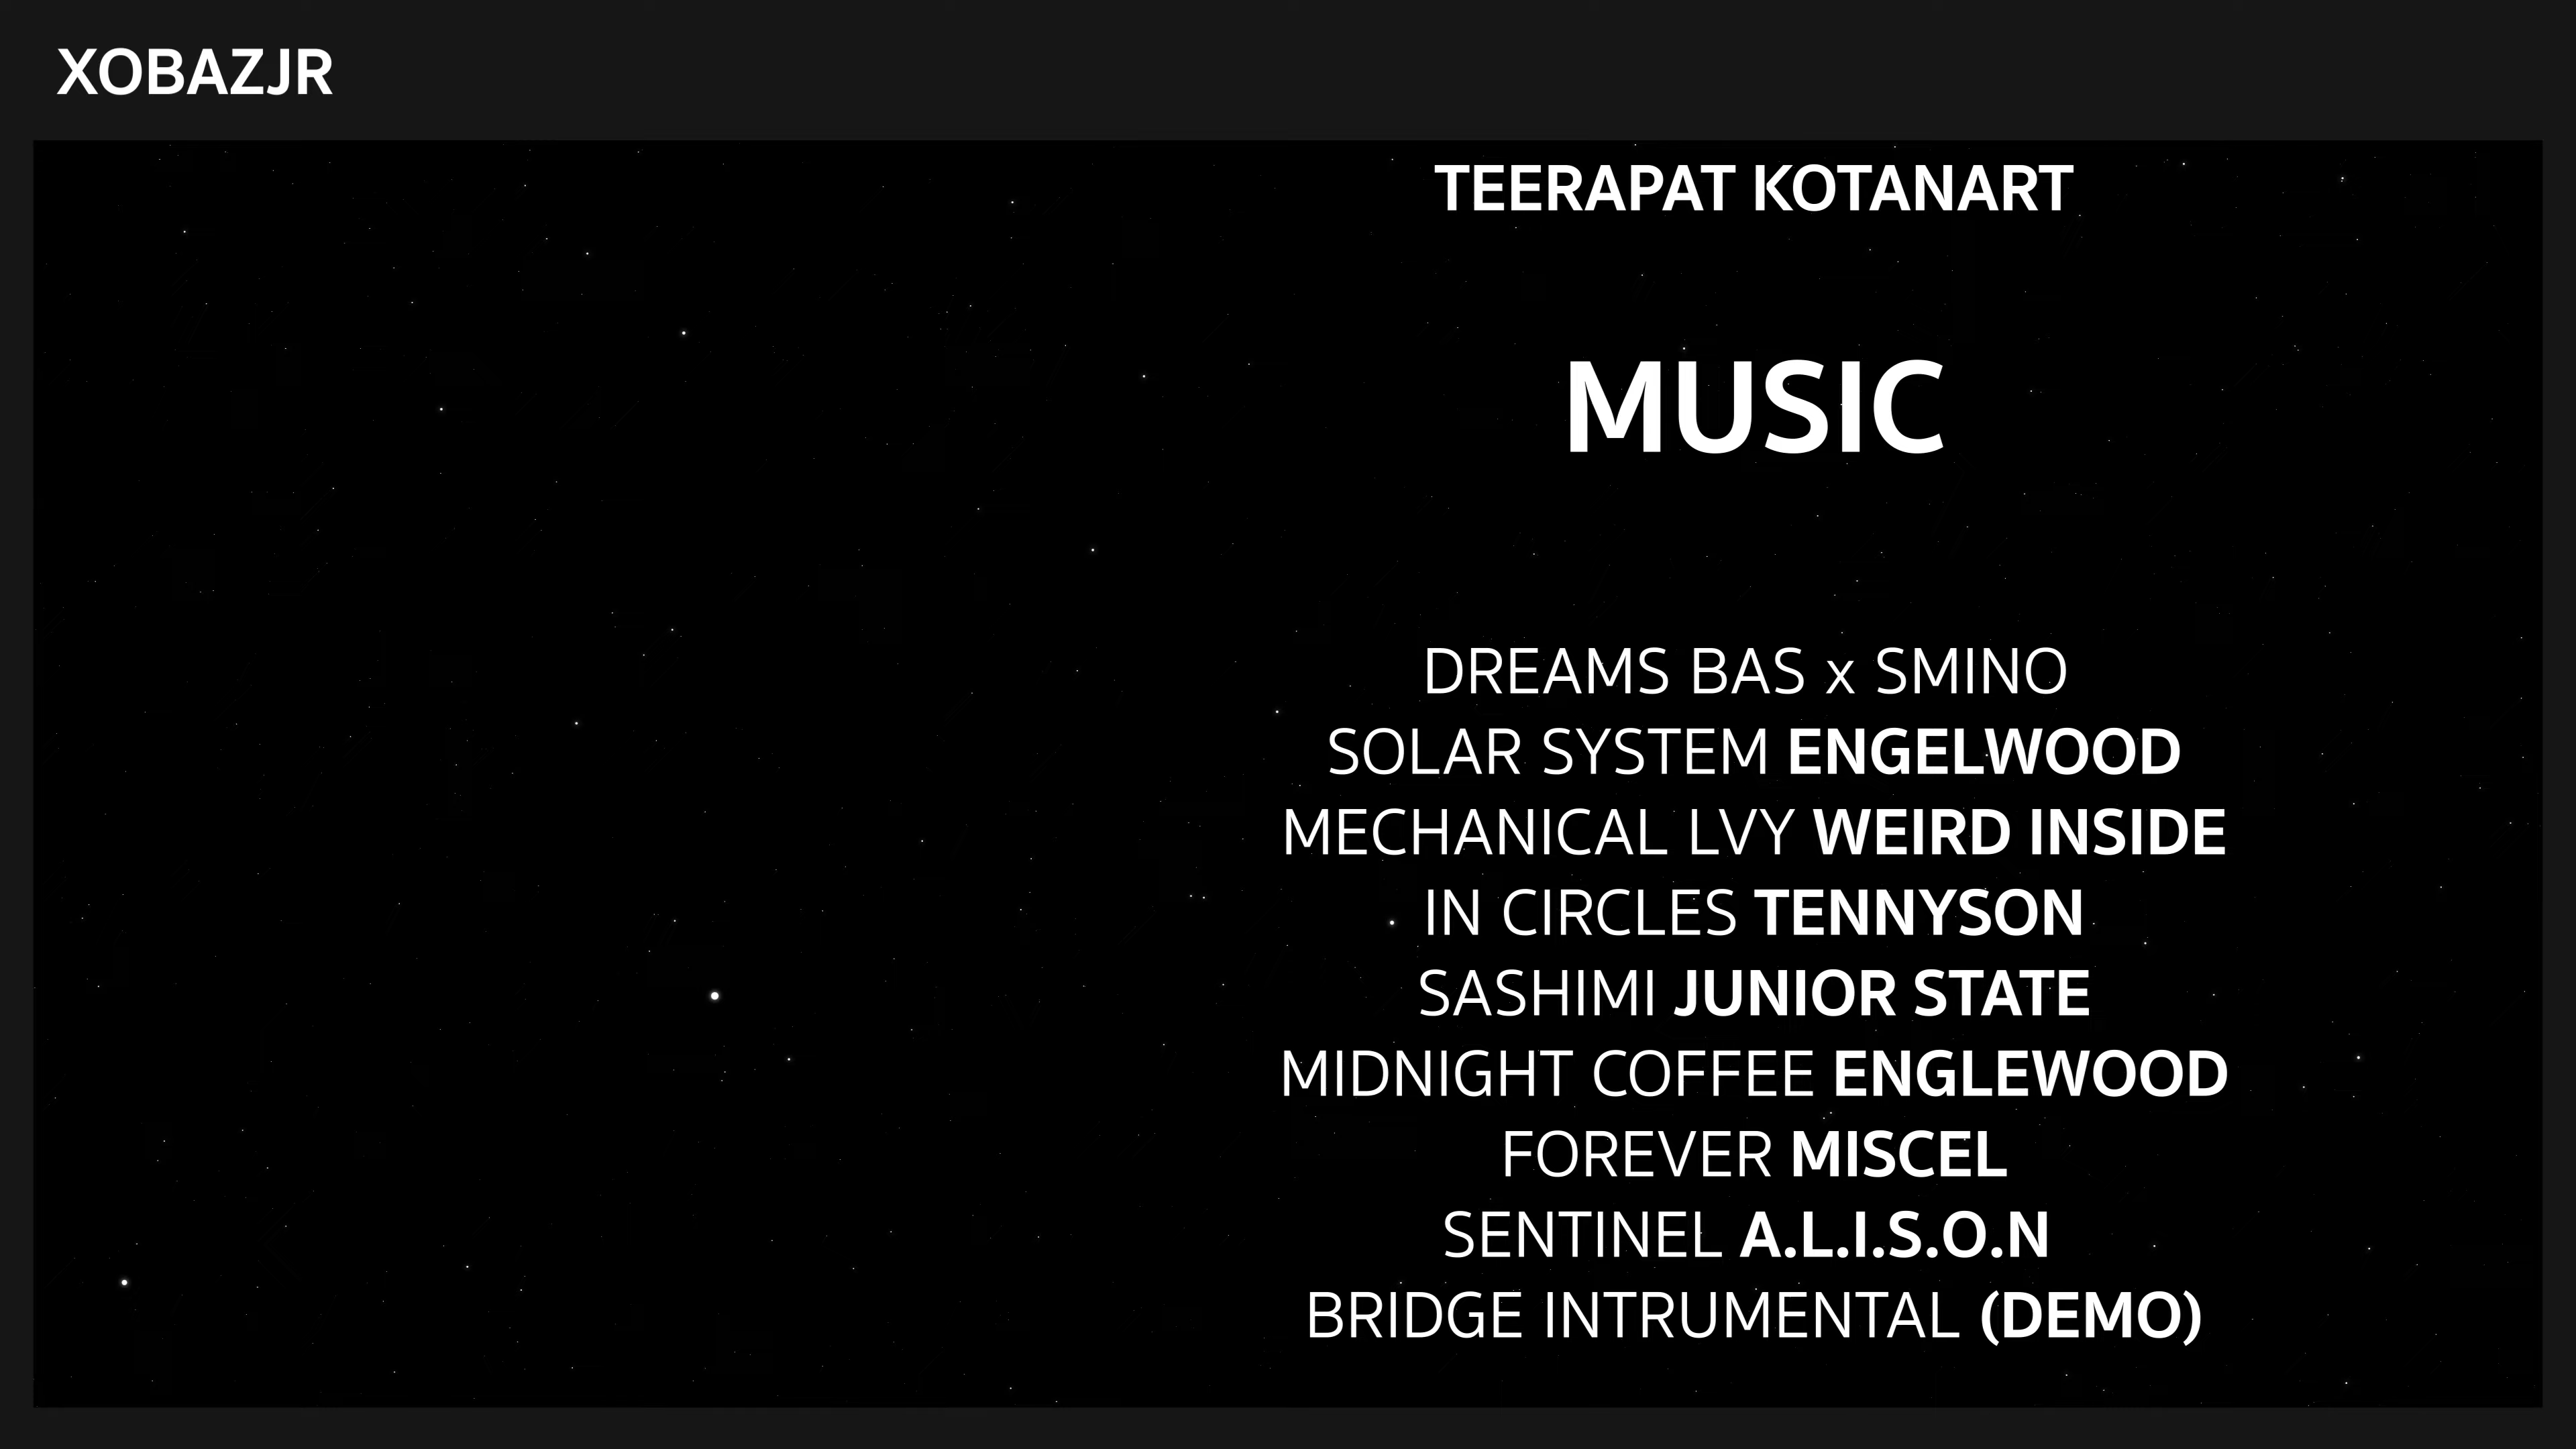 XOBAZJR
TEERAPAT KOTANART
MUSIC
DREAMS BAS x SMINO
SOLAR SYSTEM ENGELWOOD
MECHANICAL LVY WEIRD INSIDE
IN CIRCLES TENNYSON
SASHIMI JUNIOR STATE
MIDNIGHT COFFEE ENGLEWOOD
FOREVER MISCEL
SENTINEL A.L.I.S.O.N
BRIDGE INTRUMENTAL (DEMO)